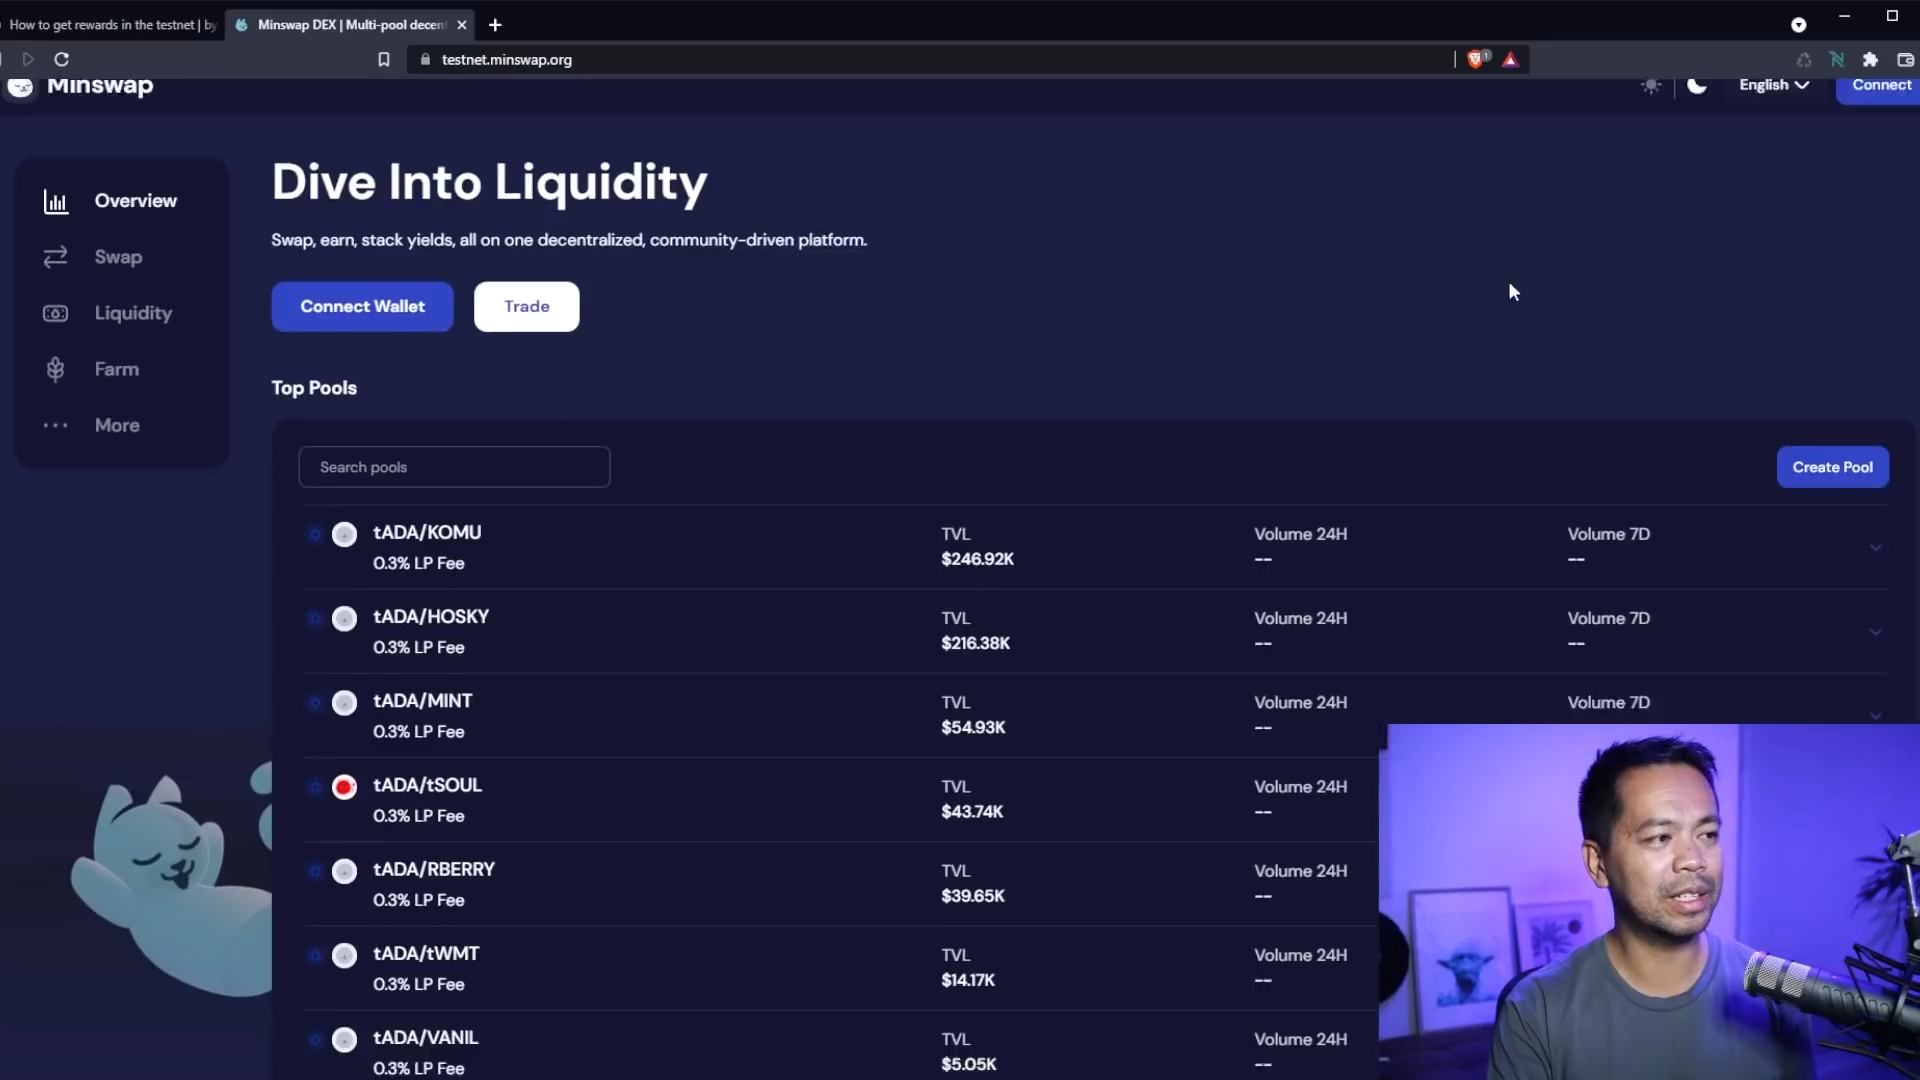 How to get rewards in the testnet | by
Minswap DEX | Multi-pool decen
testnet.minswap.org
1
Minswap
English
Connect
Overview
Swap
Liquidity
Farm
More
Dive Into Liquidity
Swap, earn, stack yields, all on one decentralized, community-driven platform.
Connect Wallet
Trade
Top Pools
Search pools
Create Pool
tADA/KOMU
0.3% LP Fee
TVL
$246.92K
Volume 24H
--
Volume 7D
--
tADA/HOSKY
0.3% LP Fee
TVL
$216.38K
Volume 24H
--
Volume 7D
--
tADA/MINT
0.3% LP Fee
TVL
$54.93K
Volume 24H
--
Volume 7D
tADA/tSOUL
0.3% LP Fee
TVL
$43.74K
Volume 24H
--
tADA/RBERRY
0.3% LP Fee
TVL
$39.65K
Volume 24H
--
tADA/tWMT
0.3% LP Fee
TVL
$14.17K
Volume 24H
--
tADA/VANIL
0.3% LP Fee
TVL
$5.05K
Volume 24H
--